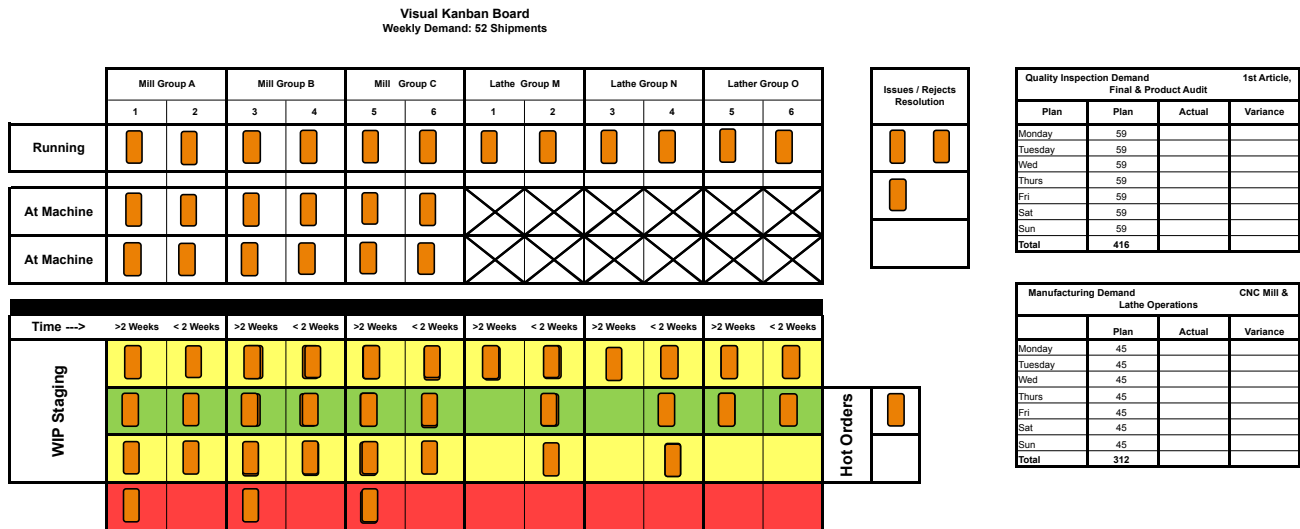 Visual Kanban Board
Weekly Demand: 52 Shipments
Mill Group A Mill Group B Mill Group C Lathe Group M Lathe Group N Lather Group O
1 2 3 4 5 6 1 2 3 4 5 6
Running
At Machine
At Machine
Issues / Rejects
Resolution
Time ---> >2 Weeks < 2 Weeks >2 Weeks < 2 Weeks >2 Weeks < 2 Weeks >2 Weeks < 2 Weeks >2 Weeks < 2 Weeks >2 Weeks < 2 Weeks
WIP Staging
Hot Orders
Quality Inspection Demand 1st Article,
Final & Product Audit
Plan Plan Actual Variance
Monday 59
Tuesday 59
Wed 59
Thurs 59
Fri 59
Sat 59
Sun 59
Total 416
Manufacturing Demand CNC Mill &
Lathe Operations
Plan Actual Variance
Monday 45
Tuesday 45
Wed 45
Thurs 45
Fri 45
Sat 45
Sun 45
Total 312